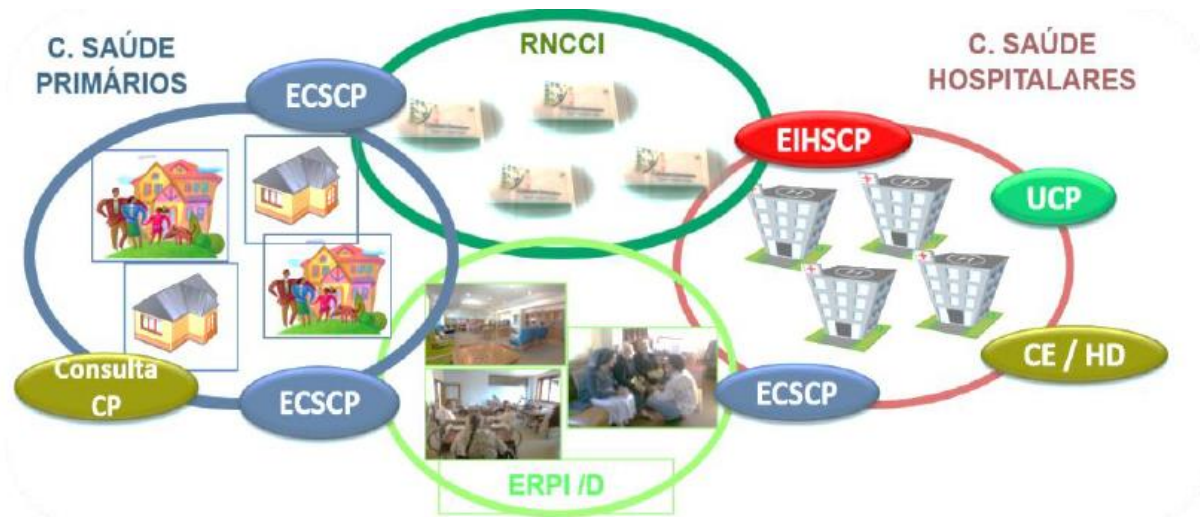 C. SAÚDE
PRIMÁRIOS
RNCCI
C. SAÚDE
HOSPITALARES
ECSCP
EIHSCP
UCP
Consulta
CP
ECSCP
ECSCP
CE / HD
ERPI /D